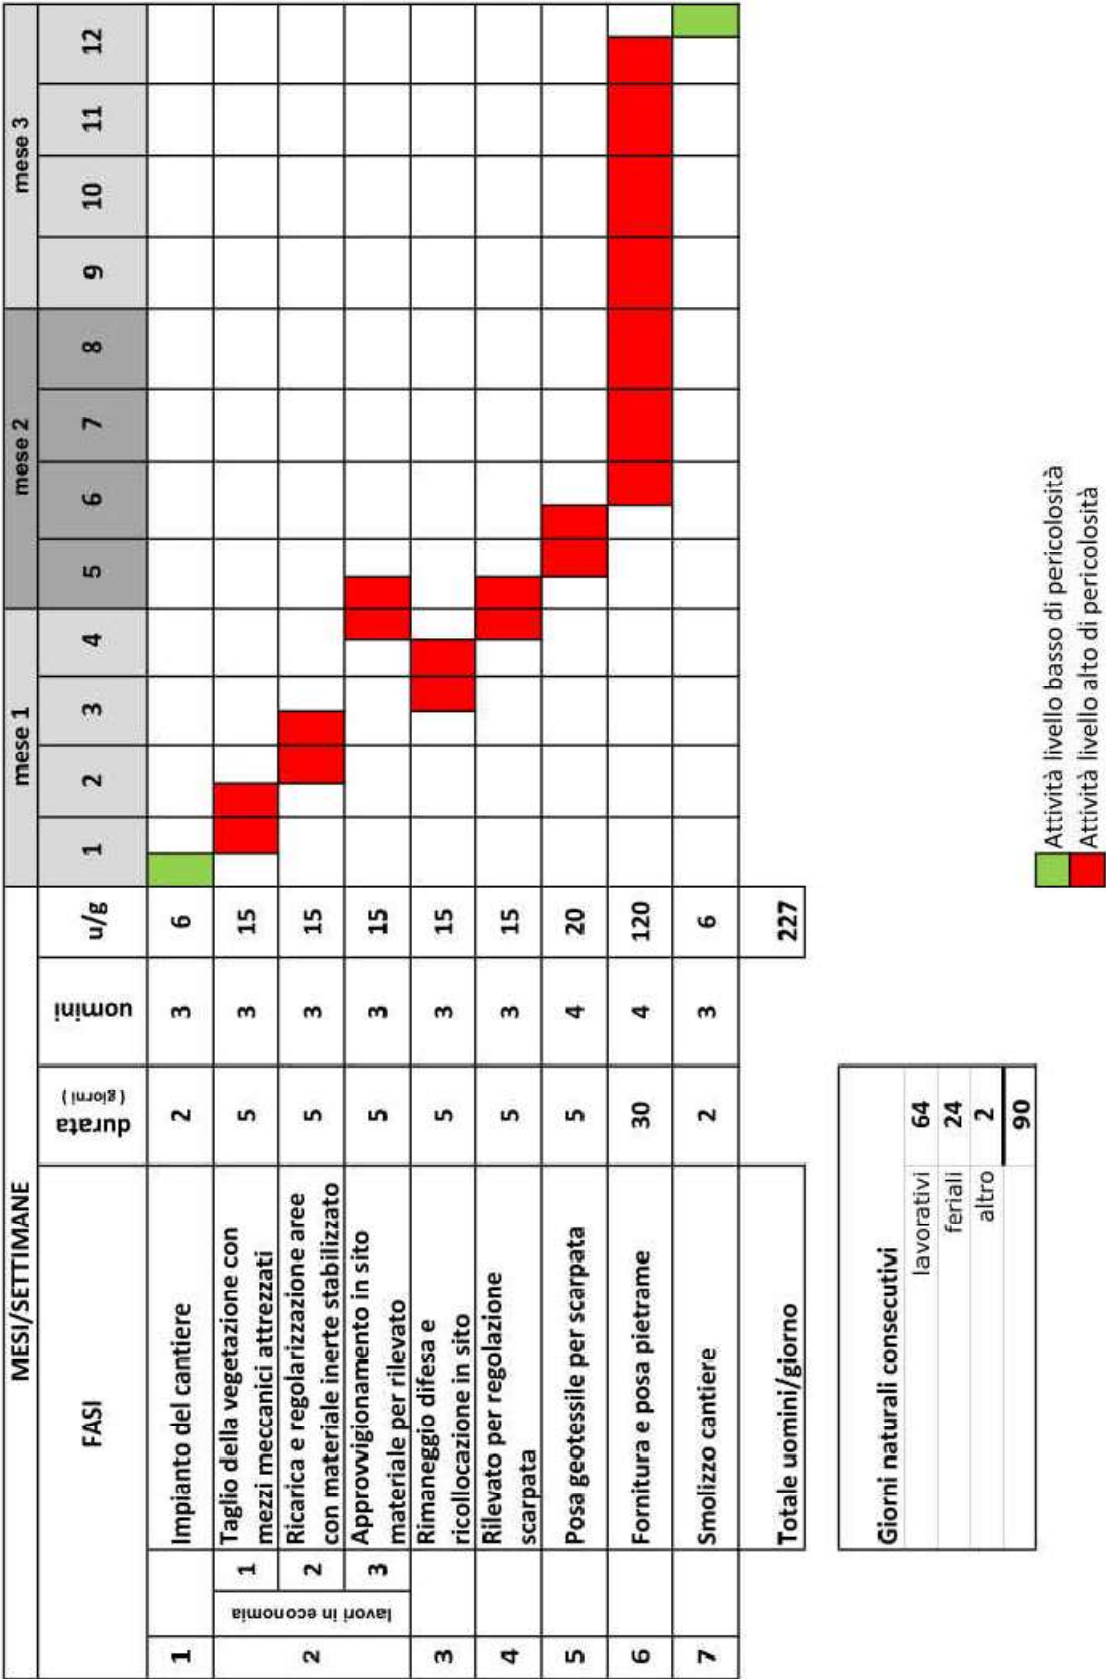 MESI/SETTIMANE mese 1 mese 2 mese 3
FASI durata ( giorni ) uomini u/g 1 2 3 4 5 6 7 8 9 10 11 12
1 Impianto del cantiere 2 3 6
2 lavori in economia
1 Taglio della vegetazione con
mezzi meccanici attrezzati 5 3 15
2 Ricarica e regolarizzazione aree
con materiale inerte stabilizzato 5 3 15
3 Approvvigionamento in sito
materiale per rilevato 5 3 15
3 Rimaneggio difesa e
ricollocazione in sito 5 3 15
4 Rilevato per regolazione
scarpata 5 3 15
5 Posa geotessile per scarpata 5 4 20
6 Fornitura e posa pietrame 30 4 120
7 Smolizzo cantiere 2 3 6
Totale uomini/giorno 227
Giorni naturali consecutivi
lavorativi 64
feriali 24
altro 2
90
Attività livello basso di pericolosità
Attività livello alto di pericolosità